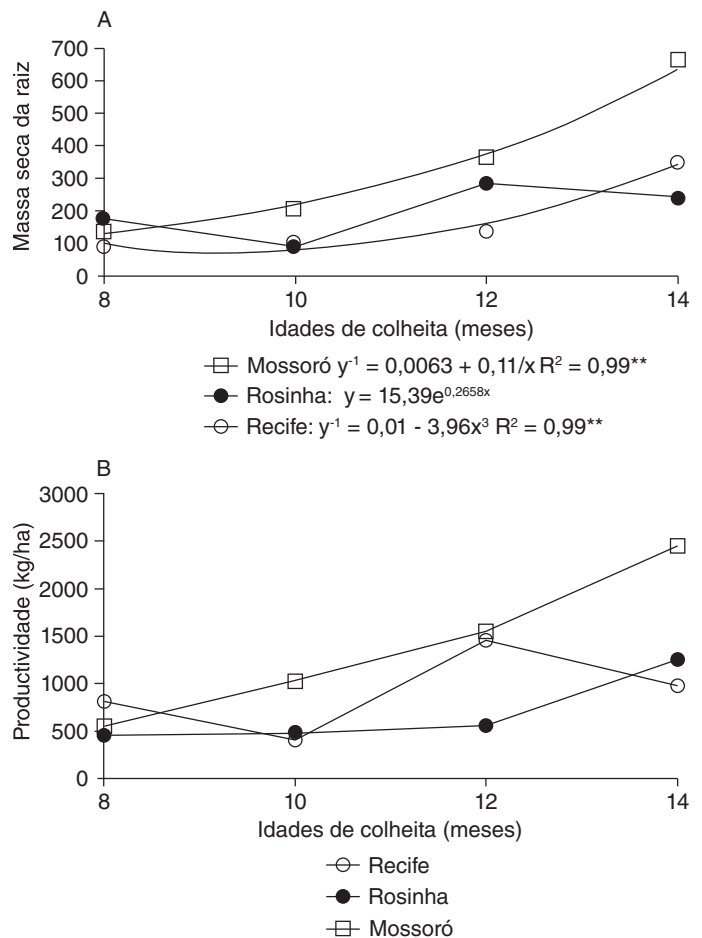 A
Massa seca da raiz
700
600
500
400
300
200
100
0
8 10 12 14
Idades de colheita (meses)
Mossoró y⁻¹ = 0,0063 + 0,11/x R² = 0,99**
Rosinha: y = 15,39e⁰,²⁶⁵⁸ˣ
Recife: y⁻¹ = 0,01 - 3,96x³ R² = 0,99**
B
Productividade (kg/ha)
3000
2500
2000
1500
1000
500
0
8 10 12 14
Idades de colheita (meses)
Recife
Rosinha
Mossoró